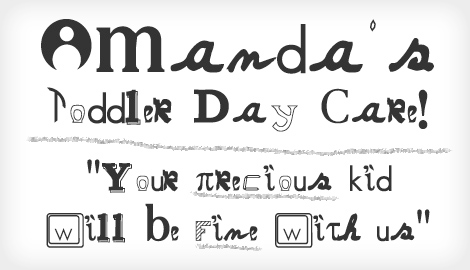 Amanda's
Toddler Day Care!
"Your precious kid
will be fine with us"